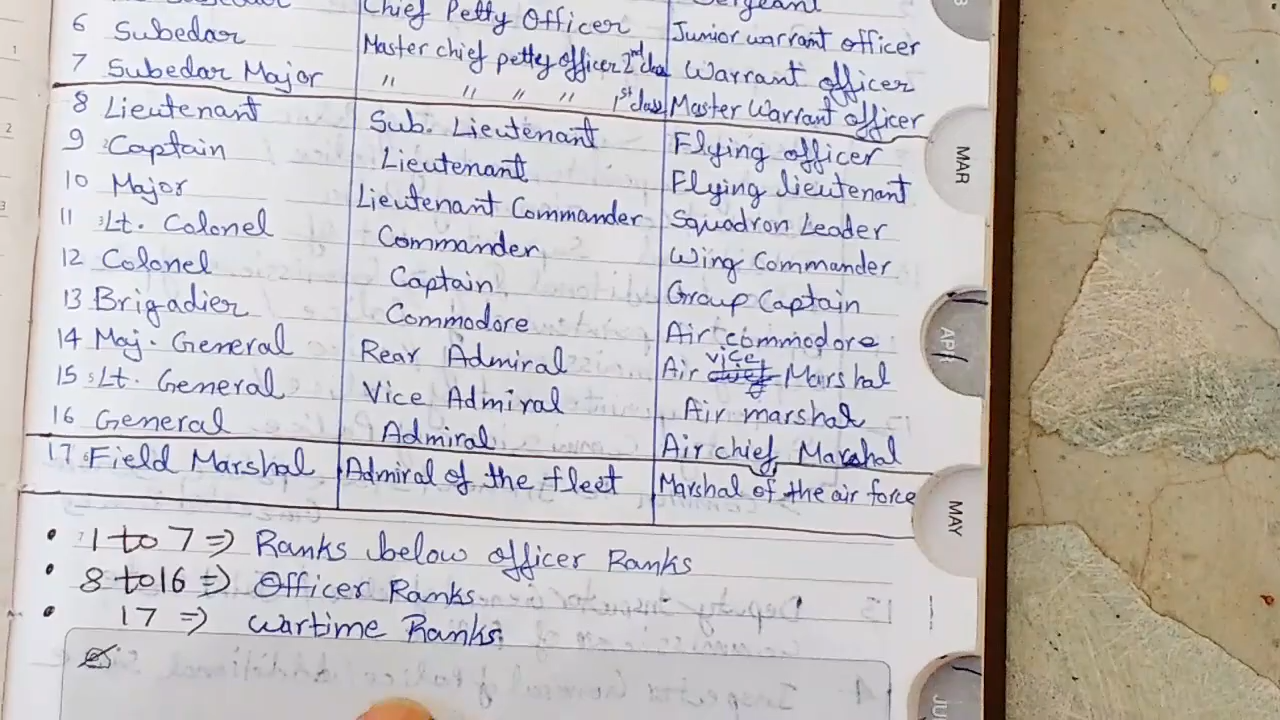 Chief Petty Officer Sergeant
6 Subedar Master chief petty officer 2nd class Junior warrant officer
7 Subedar Major " " " " 1st class Warrant officer
Master Warrant officer
8 Lieutenant Sub. Lieutenant Flying officer
9 Captain Lieutenant Flying lieutenant
10 Major Lieutenant Commander Squadron Leader
11 Lt. Colonel Commander Wing Commander
12 Colonel Captain Group Captain
13 Brigadier Commodore Air commodore
14 Maj. General Rear Admiral Air vice Marshal
15 Lt. General Vice Admiral Air marshal
16 General Admiral Air chief Marshal
17 Field Marshal Admiral of the fleet Marshal of the air force
• 1 to 7 => Ranks below officer Ranks
• 8 to 16 => Officer Ranks
• 17 => Wartime Ranks
MAR
APR
MAY